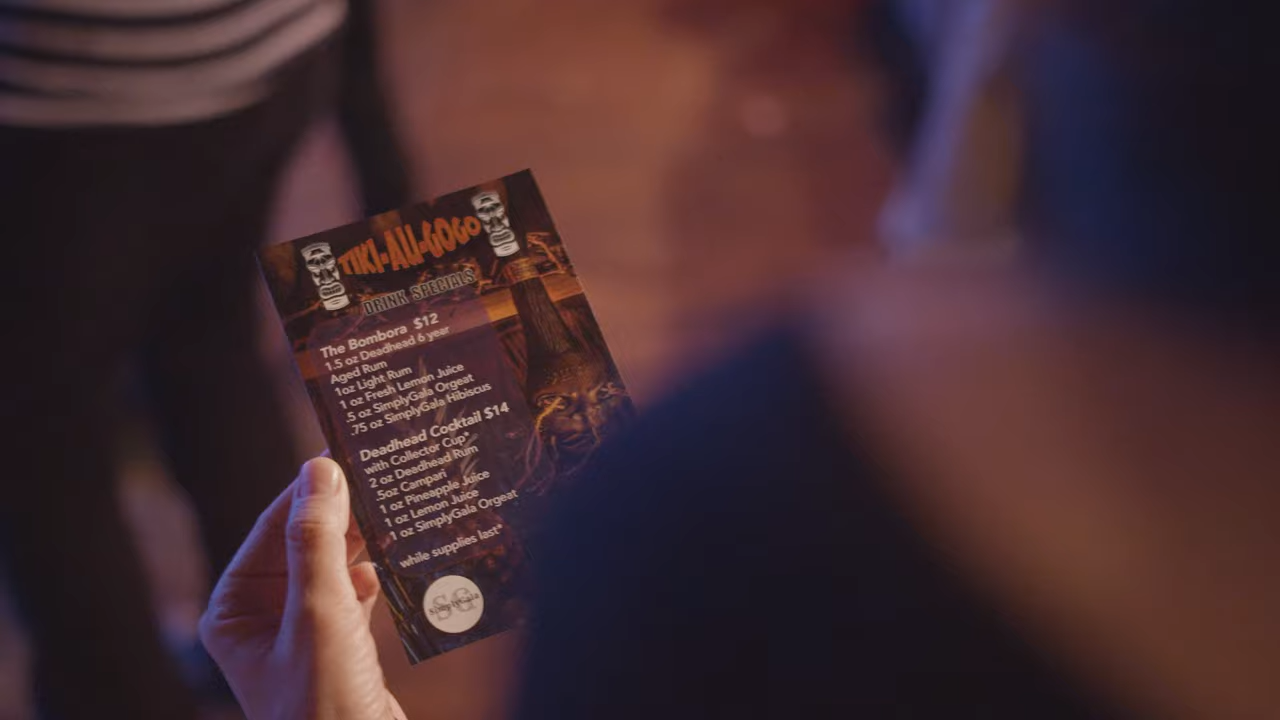 TIKI-AU-GOGO
DRINK SPECIALS
The Bombora $12
1.5 oz Deadhead 6 year
Aged Rum
1oz Light Rum
1 oz Fresh Lemon Juice
.5 oz SimplyGala Orgeat
.75 oz SimplyGala Hibiscus
Deadhead Cocktail $14
with Collector Cup*
2 oz Deadhead Rum
.5oz Campari
1 oz Pineapple Juice
1 oz Lemon Juice
1 oz SimplyGala Orgeat
while supplies last*
SG
SimplyGala